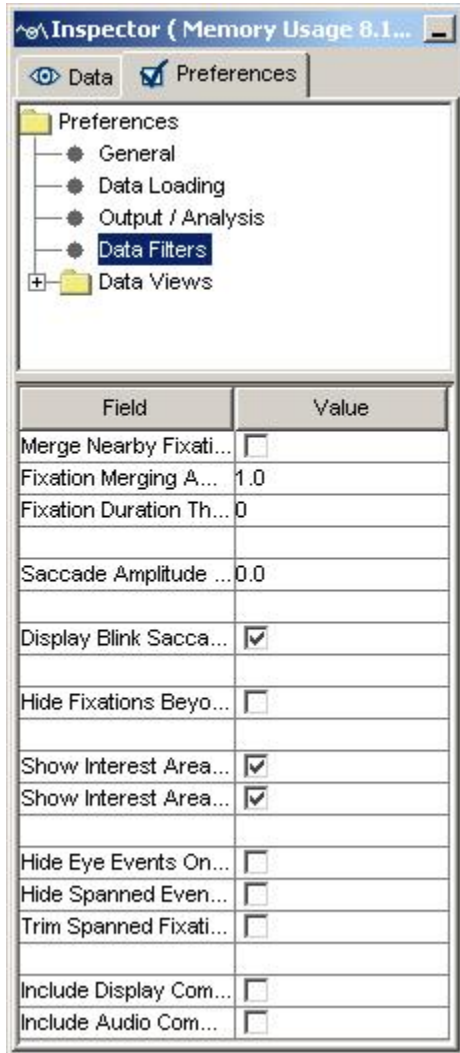 Inspector ( Memory Usage 8.1...
Data
Preferences
Preferences
General
Data Loading
Output / Analysis
Data Filters
Data Views
Field Value
Merge Nearby Fixati...
Fixation Merging A... 1.0
Fixation Duration Th... 0
Saccade Amplitude ... 0.0
Display Blink Sacca...
Hide Fixations Beyo...
Show Interest Area...
Show Interest Area...
Hide Eye Events On...
Hide Spanned Even...
Trim Spanned Fixati...
Include Display Com...
Include Audio Com...